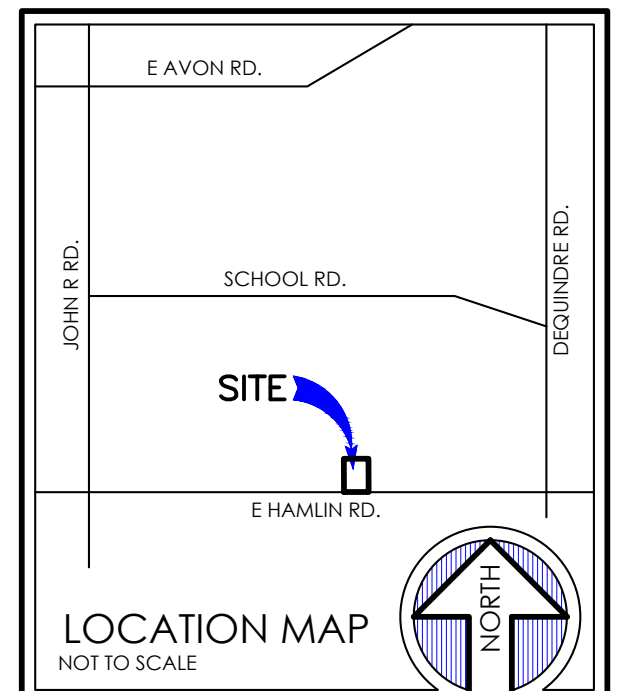 E AVON RD.
JOHN R RD.
DEQUINDRE RD.
SCHOOL RD.
SITE
E HAMLIN RD.
LOCATION MAP
NOT TO SCALE
NORTH